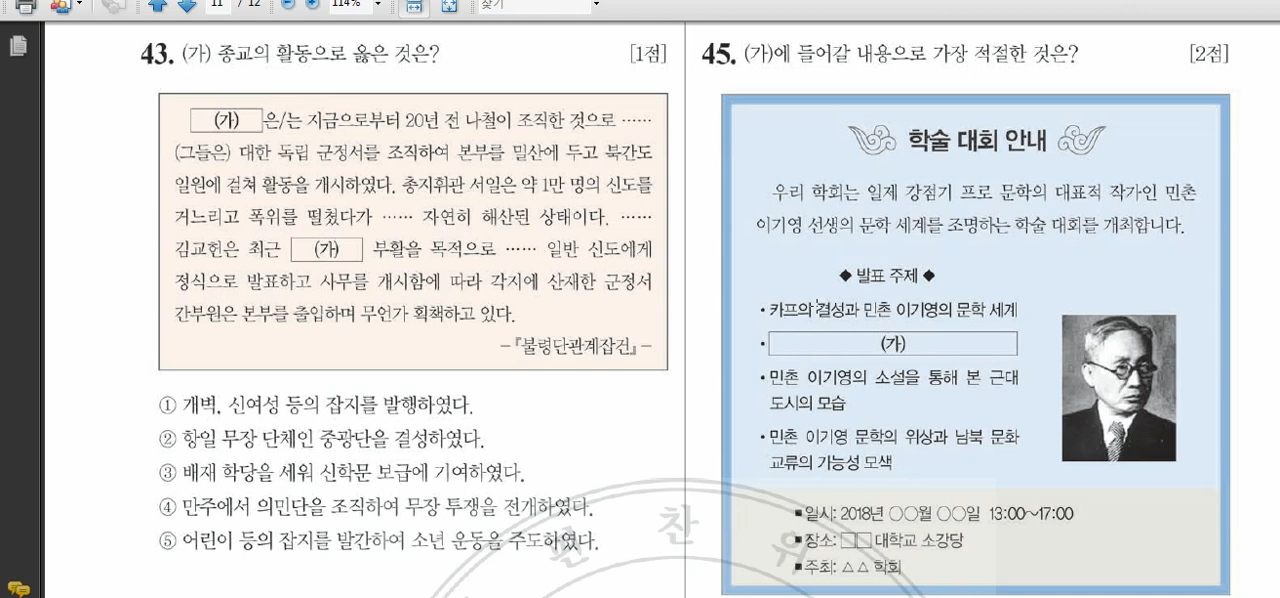 11 / 12
114%
찾기
43. (가) 종교의 활동으로 옳은 것은? [1점]
(가) 은/는 지금으로부터 20년 전 나철이 조직한 것으로 ……
(그들은) 대한 독립 군정서를 조직하여 본부를 밀산에 두고 북간도
일원에 걸쳐 활동을 개시하였다. 총지휘관 서일은 약 1만 명의 신도를
거느리고 폭위를 떨쳤다가 …… 자연히 해산된 상태이다. ……
김교헌은 최근 (가) 부활을 목적으로 …… 일반 신도에게
정식으로 발표하고 사무를 개시함에 따라 각지에 산재한 군정서
간부원은 본부를 출입하며 무언가 획책하고 있다.
-『불령단관계잡건』-
① 개벽, 신여성 등의 잡지를 발행하였다.
② 항일 무장 단체인 중광단을 결성하였다.
③ 배재 학당을 세워 신학문 보급에 기여하였다.
④ 만주에서 의민단을 조직하여 무장 투쟁을 전개하였다.
⑤ 어린이 등의 잡지를 발간하여 소년 운동을 주도하였다.
45. (가)에 들어갈 내용으로 가장 적절한 것은? [2점]
학술 대회 안내
우리 학회는 일제 강점기 프로 문학의 대표적 작가인 민촌
이기영 선생의 문학 세계를 조명하는 학술 대회를 개최합니다.
◆ 발표 주제 ◆
• 카프의 결성과 민촌 이기영의 문학 세계
• (가)
• 민촌 이기영의 소설을 통해 본 근대
도시의 모습
• 민촌 이기영 문학의 위상과 남북 문화
교류의 가능성 모색
■ 일시: 2018년 ○○월 ○○일 13:00~17:00
■ 장소: □□ 대학교 소강당
■ 주최: △△ 학회
편 찬 위